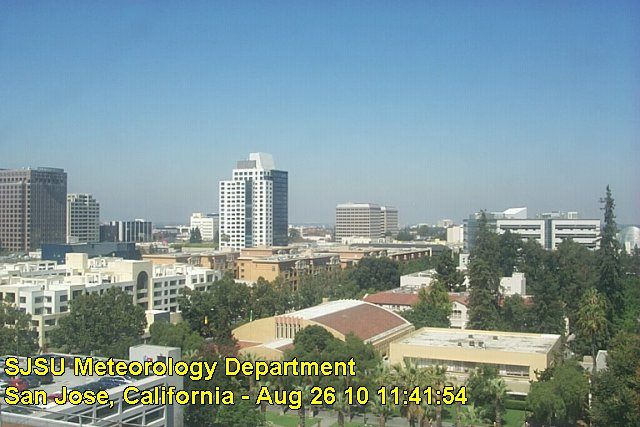 SJSU Meteorology Department
San Jose, California - Aug 26 10 11:41:54